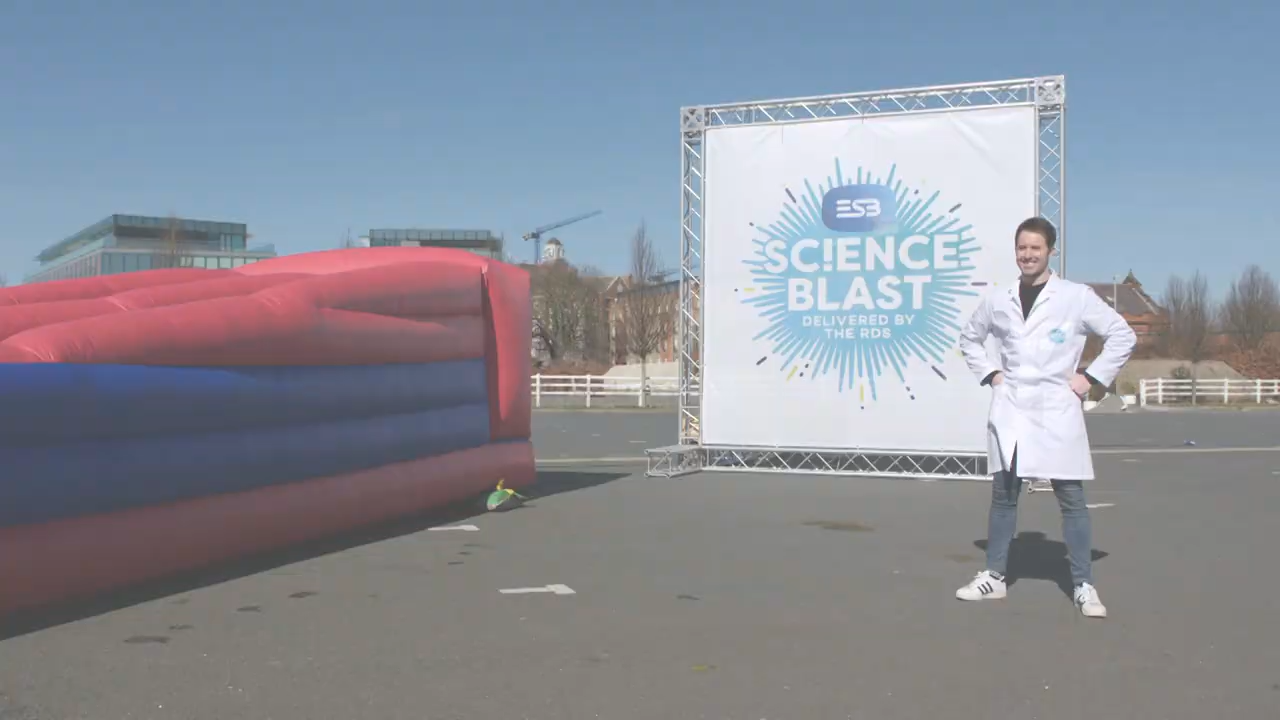 ESB
SC!ENCE
BLAST
DELIVERED BY
THE RDS